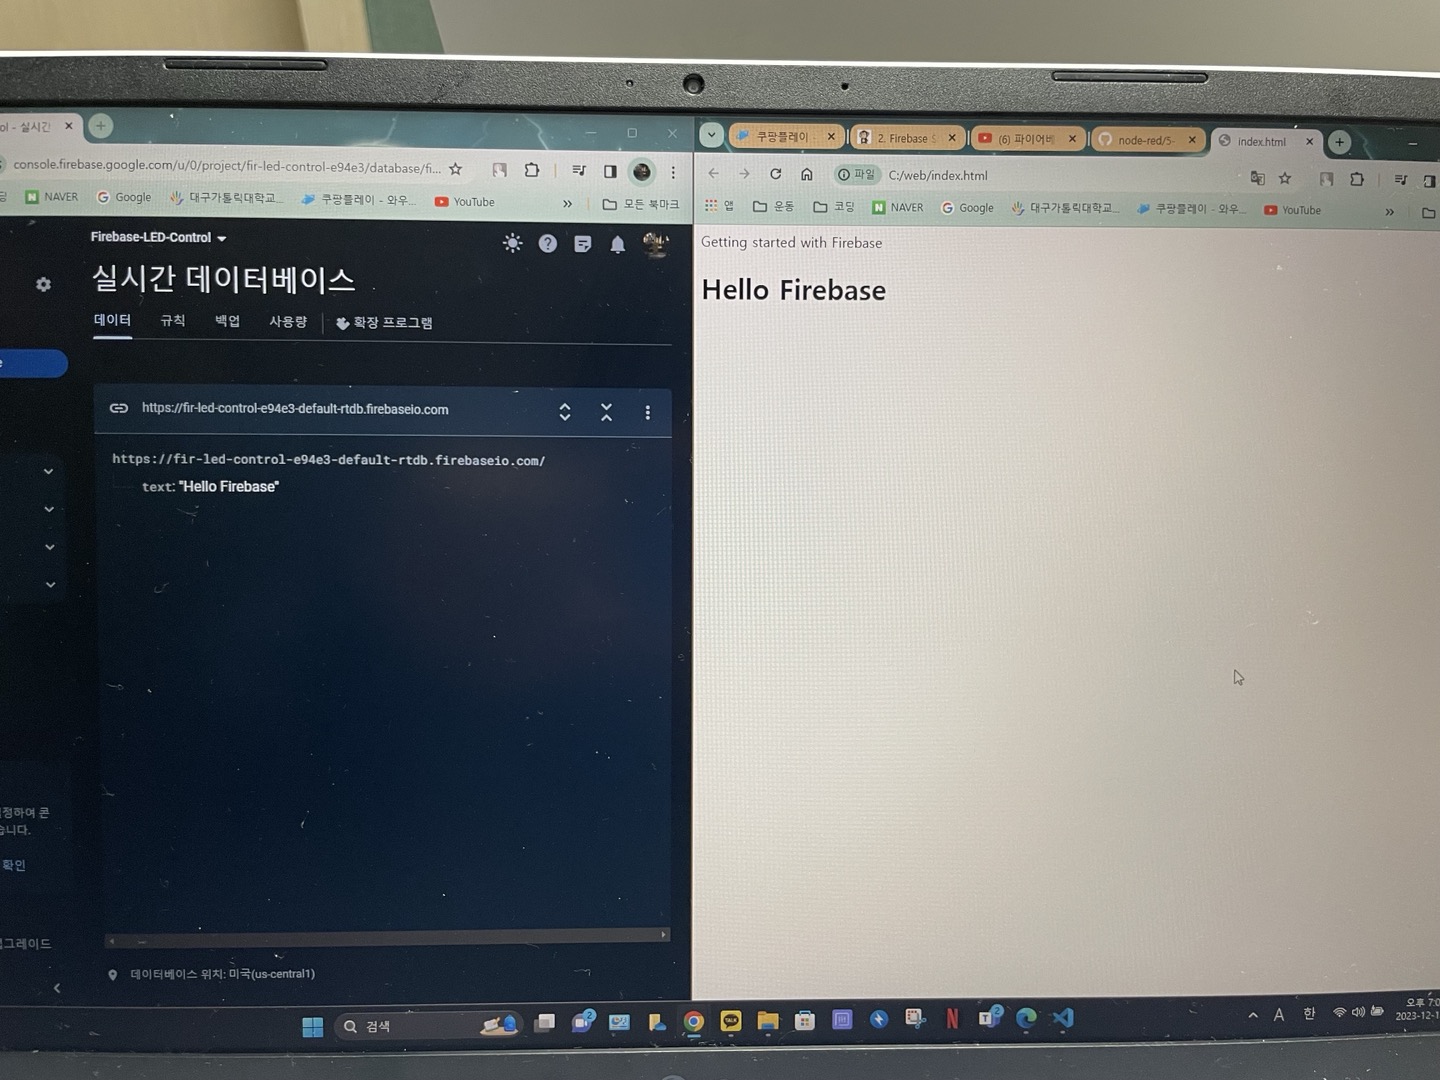 ol - 실시간
console.firebase.google.com/u/0/project/fir-led-control-e94e3/database/fi...
NAVER
Google
대구가톨릭대학교...
쿠팡플레이 - 와우...
YouTube
»
모든 북마크
Firebase-LED-Control
실시간 데이터베이스
데이터
규칙
백업
사용량
확장 프로그램
e
https://fir-led-control-e94e3-default-rtdb.firebaseio.com
https://fir-led-control-e94e3-default-rtdb.firebaseio.com/
text: "Hello Firebase"
정하여 콘
습니다.
확인
그레이드
데이터베이스 위치: 미국(us-central1)
쿠팡플레이
2. Firebase
(6) 파이어베
node-red/5-
index.html
파일
C:/web/index.html
앱
운동
코딩
NAVER
Google
대구가톨릭대학교...
쿠팡플레이 - 와우...
YouTube
»
Getting started with Firebase
Hello Firebase
검색
2
TALK
2
A
한
오후 7:0
2023-12-1